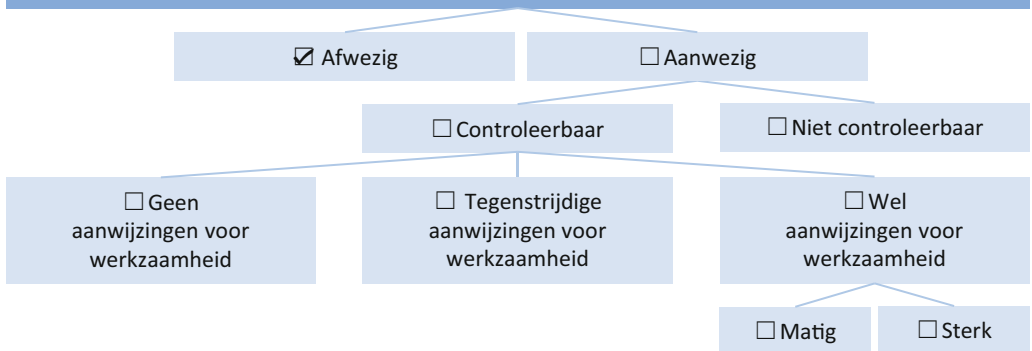 ☑ Afwezig
☐ Aanwezig
☐ Controleerbaar
☐ Niet controleerbaar
☐ Geen
aanwijzingen voor
werkzaamheid
☐ Tegenstrijdige
aanwijzingen voor
werkzaamheid
☐ Wel
aanwijzingen voor
werkzaamheid
☐ Matig
☐ Sterk